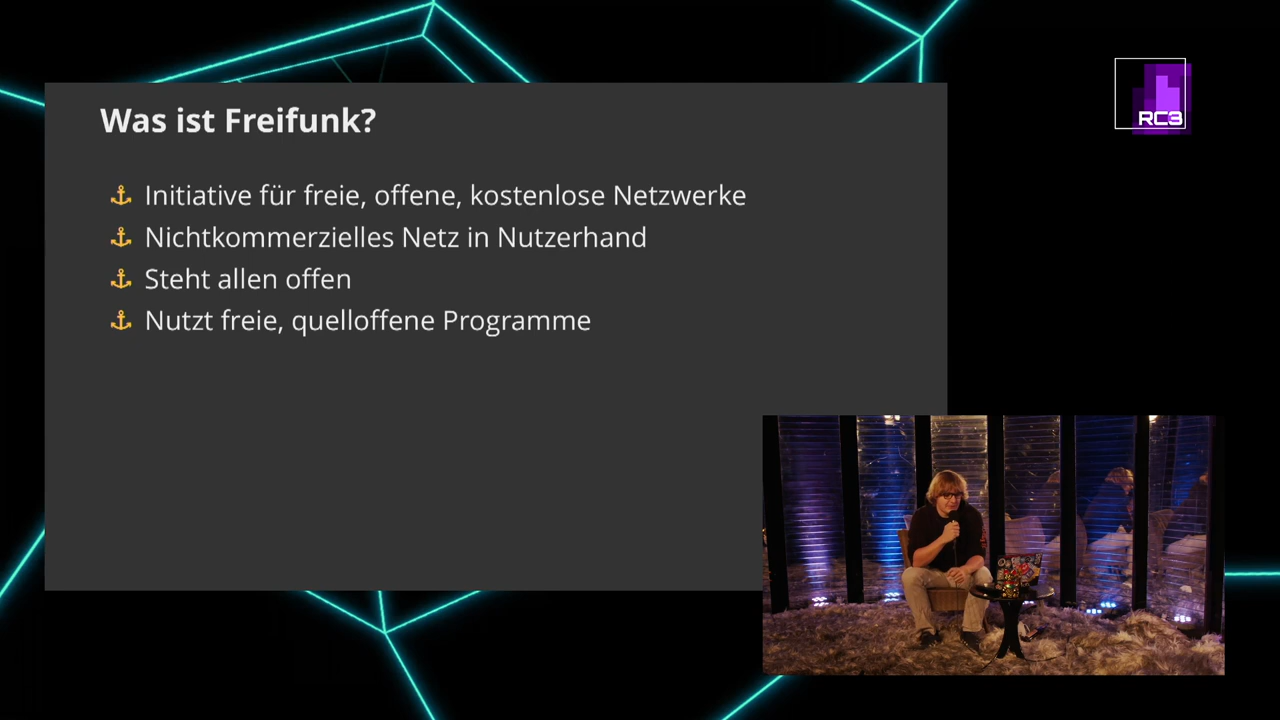 Was ist Freifunk?
Initiative für freie, offene, kostenlose Netzwerke
Nichtkommerzielles Netz in Nutzerhand
Steht allen offen
Nutzt freie, quelloffene Programme
RC3